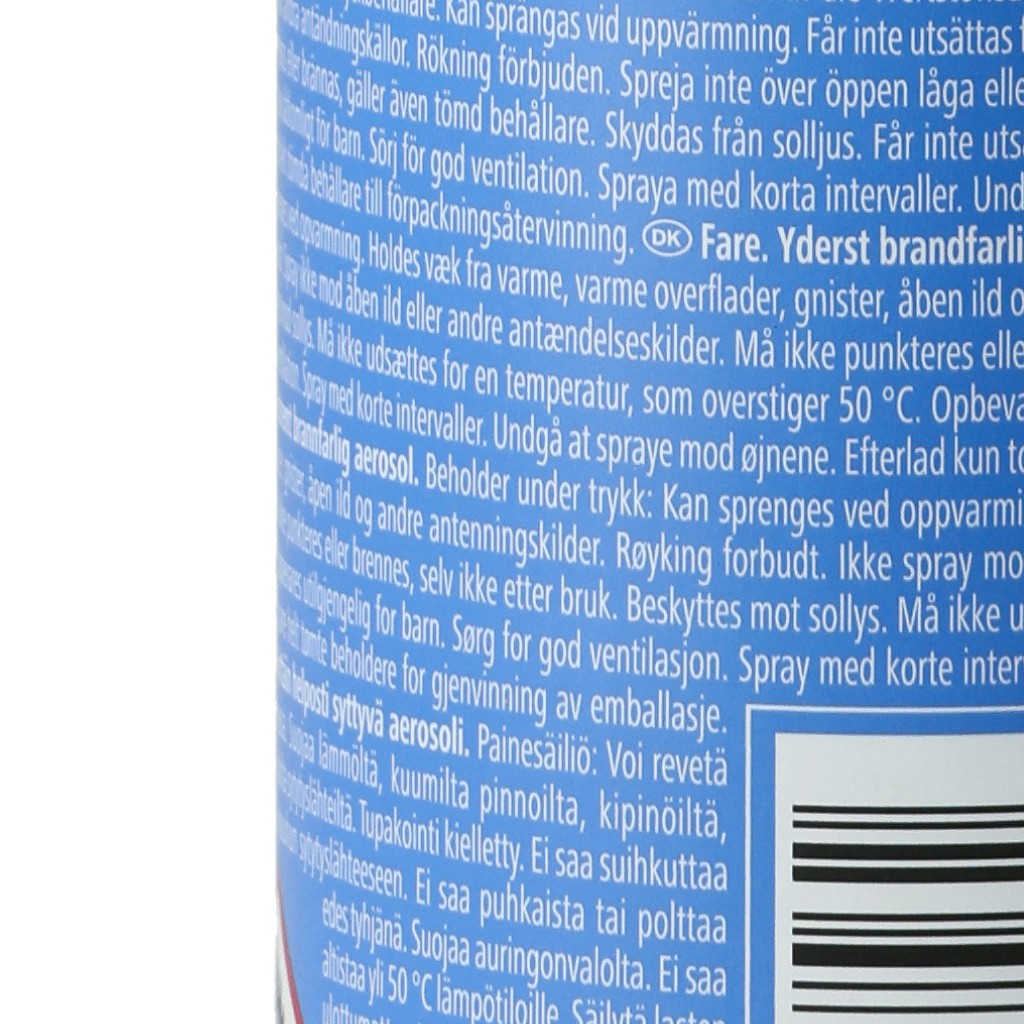 Kan sprängas vid uppvärmning. Får inte utsättas
antändningskällor. Rökning förbjuden. Spreja inte över öppen låga elle
eller brännas, gäller även tömd behållare. Skyddas från solljus. Får inte uts
för barn. Sörj för god ventilation. Spraya med korta intervaller. Und
tömda behållare till förpackningsåtervinning. DK Fare. Yderst brandfarli
ved opvarmning. Holdes væk fra varme, varme overflader, gnister, åben ild o
Spray ikke mod åben ild eller andre antændelseskilder. Må ikke punkteres elle
sollys. Må ikke udsættes for en temperatur, som overstiger 50 °C. Opbeva
Spray med korte intervaller. Undgå at spraye mod øjnene. Efterlad kun to
brannfarlig aerosol. Beholder under trykk: Kan sprenges ved oppvarmi
åpen ild og andre antenningskilder. Røyking forbudt. Ikke spray mo
punkteres eller brennes, selv ikke etter bruk. Beskyttes mot sollys. Må ikke u
utilgjengelig for barn. Sørg for god ventilasjon. Spray med korte inter
tømte beholdere for gjenvinning av emballasje.
helposti syttyvä aerosoli. Painesäiliö: Voi revetä
Suojaa lämmöltä, kuumilta pinnoilta, kipinöiltä,
Tupakointi kielletty. Ei saa suihkuttaa
sytytyslähteeseen. Ei saa puhkaista tai polttaa
edes tyhjänä. Suojaa auringonvalolta. Ei saa
altistaa yli 50 °C lämpötiloille. Säilytä lasten